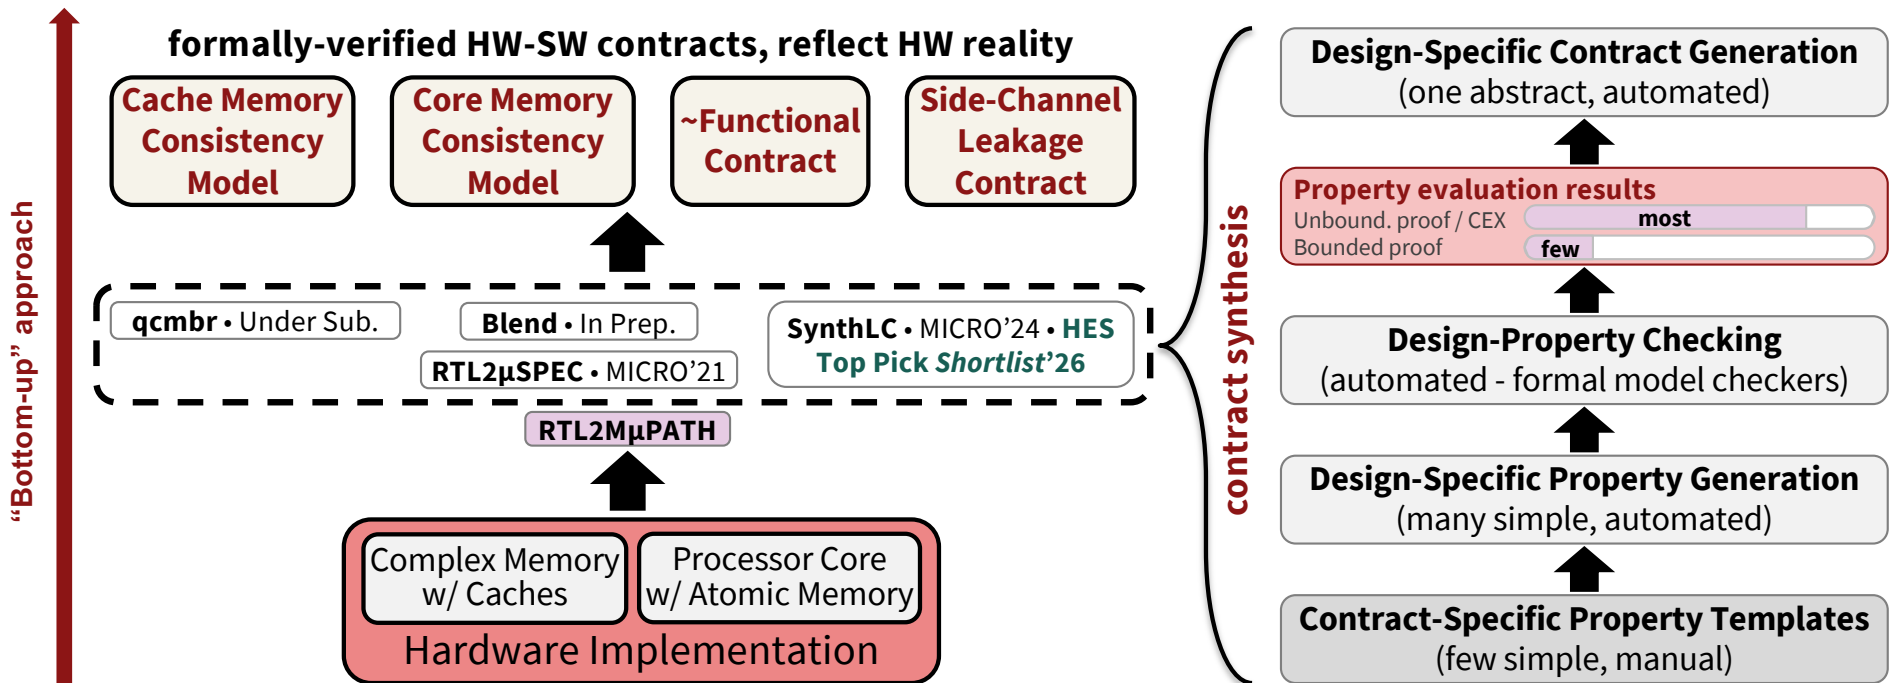 "Bottom-up" approach
formally-verified HW-SW contracts, reflect HW reality
Cache Memory
Consistency
Model
Core Memory
Consistency
Model
~Functional
Contract
Side-Channel
Leakage
Contract
qcmbr • Under Sub.
Blend • In Prep.
RTL2μSPEC • MICRO'21
SynthLC • MICRO'24 • HES
Top Pick Shortlist'26
RTL2MμPATH
Complex Memory
w/ Caches
Processor Core
w/ Atomic Memory
Hardware Implementation
contract synthesis
Design-Specific Contract Generation
(one abstract, automated)
Property evaluation results
Unbound. proof / CEX most
Bounded proof few
Design-Property Checking
(automated - formal model checkers)
Design-Specific Property Generation
(many simple, automated)
Contract-Specific Property Templates
(few simple, manual)